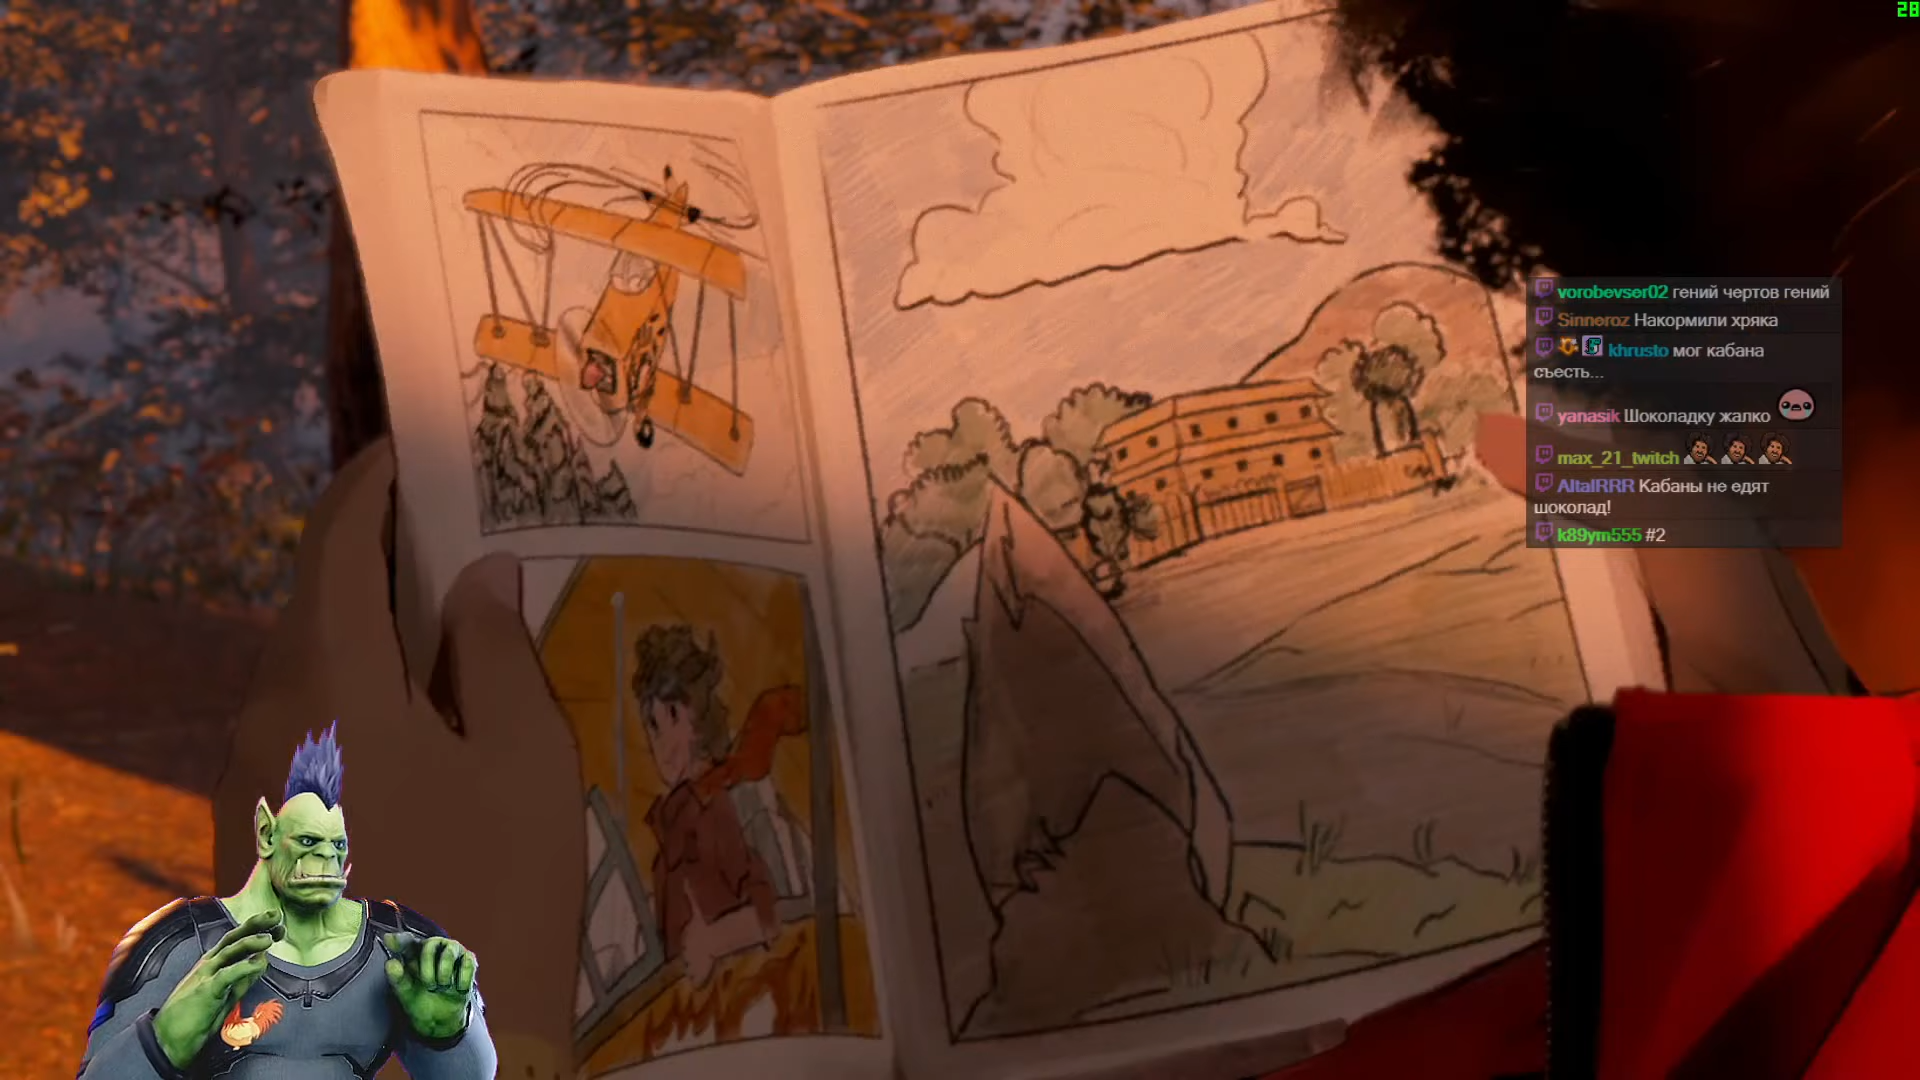 28
vorobevser02 гений чертов гений
Sinneroz Накормили хряка
khrusto мог кабана
съесть...
yanasik Шоколадку жалко
max_21_twitch
AltaIRRR Кабаны не едят
шоколад!
k89ym555 #2